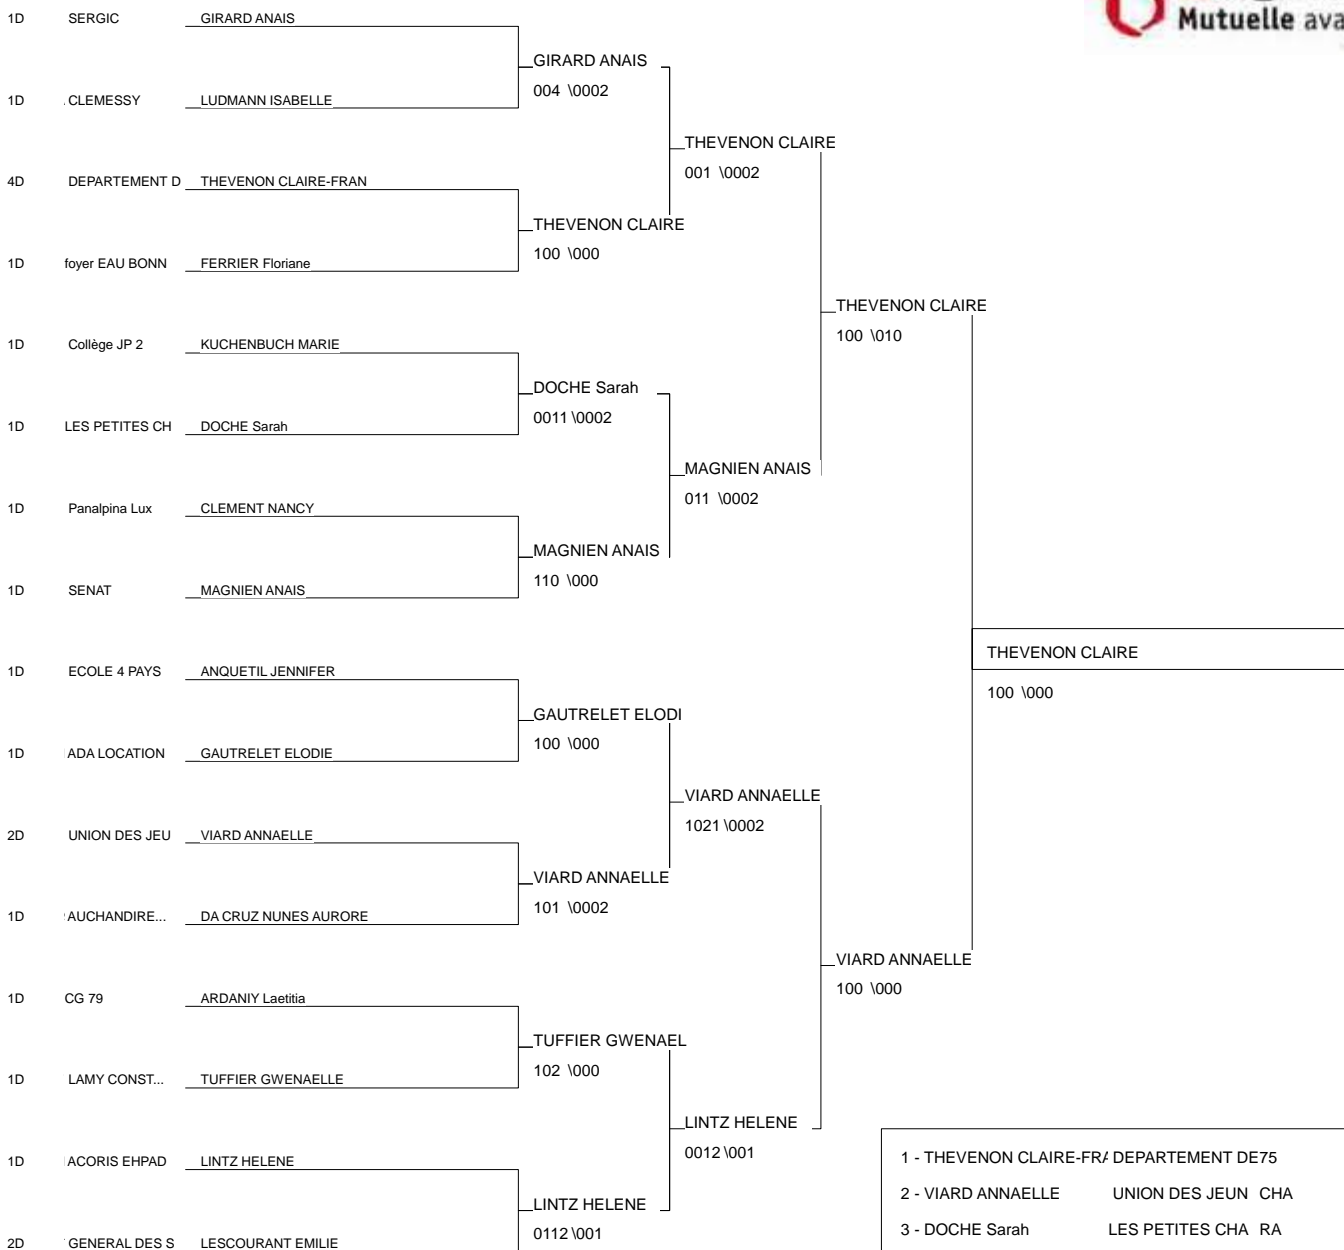 Mutuelle ava
1D SERGIC GIRARD ANAIS
GIRARD ANAIS
004 \0002
1D CLEMESSY LUDMANN ISABELLE
THEVENON CLAIRE
001 \0002
4D DEPARTEMENT D THEVENON CLAIRE-FRAN
THEVENON CLAIRE
100 \000
1D foyer EAU BONN FERRIER Floriane
THEVENON CLAIRE
100 \010
1D Collège JP 2 KUCHENBUCH MARIE
DOCHE Sarah
0011 \0002
1D LES PETITES CH DOCHE Sarah
MAGNIEN ANAIS
011 \0002
1D Panalpina Lux CLEMENT NANCY
MAGNIEN ANAIS
110 \000
1D SENAT MAGNIEN ANAIS
THEVENON CLAIRE
100 \000
1D ECOLE 4 PAYS ANQUETIL JENNIFER
GAUTRELET ELODI
100 \000
1D ADA LOCATION GAUTRELET ELODIE
VIARD ANNAELLE
1021 \0002
2D UNION DES JEU VIARD ANNAELLE
VIARD ANNAELLE
101 \0002
1D AUCHANDIRE... DA CRUZ NUNES AURORE
VIARD ANNAELLE
100 \000
1D CG 79 ARDANIY Laetitia
TUFFIER GWENAEL
102 \000
1D LAMY CONST... TUFFIER GWENAELLE
LINTZ HELENE
0012 \001
1D ACORIS EHPAD LINTZ HELENE
LINTZ HELENE
0112 \001
2D GENERAL DES S LESCOURANT EMILIE
1 - THEVENON CLAIRE-FRA DEPARTEMENT DE75
2 - VIARD ANNAELLE UNION DES JEUN CHA
3 - DOCHE Sarah LES PETITES CHA RA